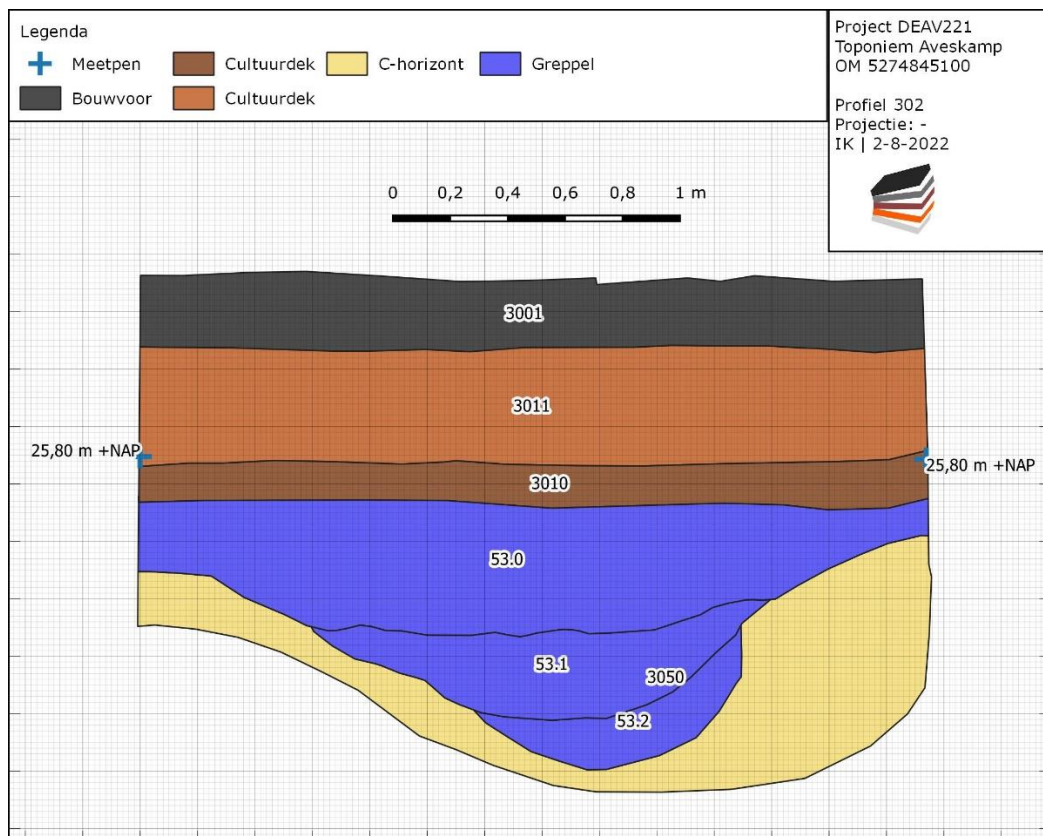 Legenda
Meetpen
Cultuurdek
C-horizont
Greppel
Bouwvoor
Cultuurdek
Project DEAV221
Toponiem Aveskamp
OM 5274845100
Profiel 302
Projectie: -
IK | 2-8-2022
0 0,2 0,4 0,6 0,8 1 m
3001
3011
25,80 m +NAP
25,80 m +NAP
3010
53.0
53.1
3050
53.2